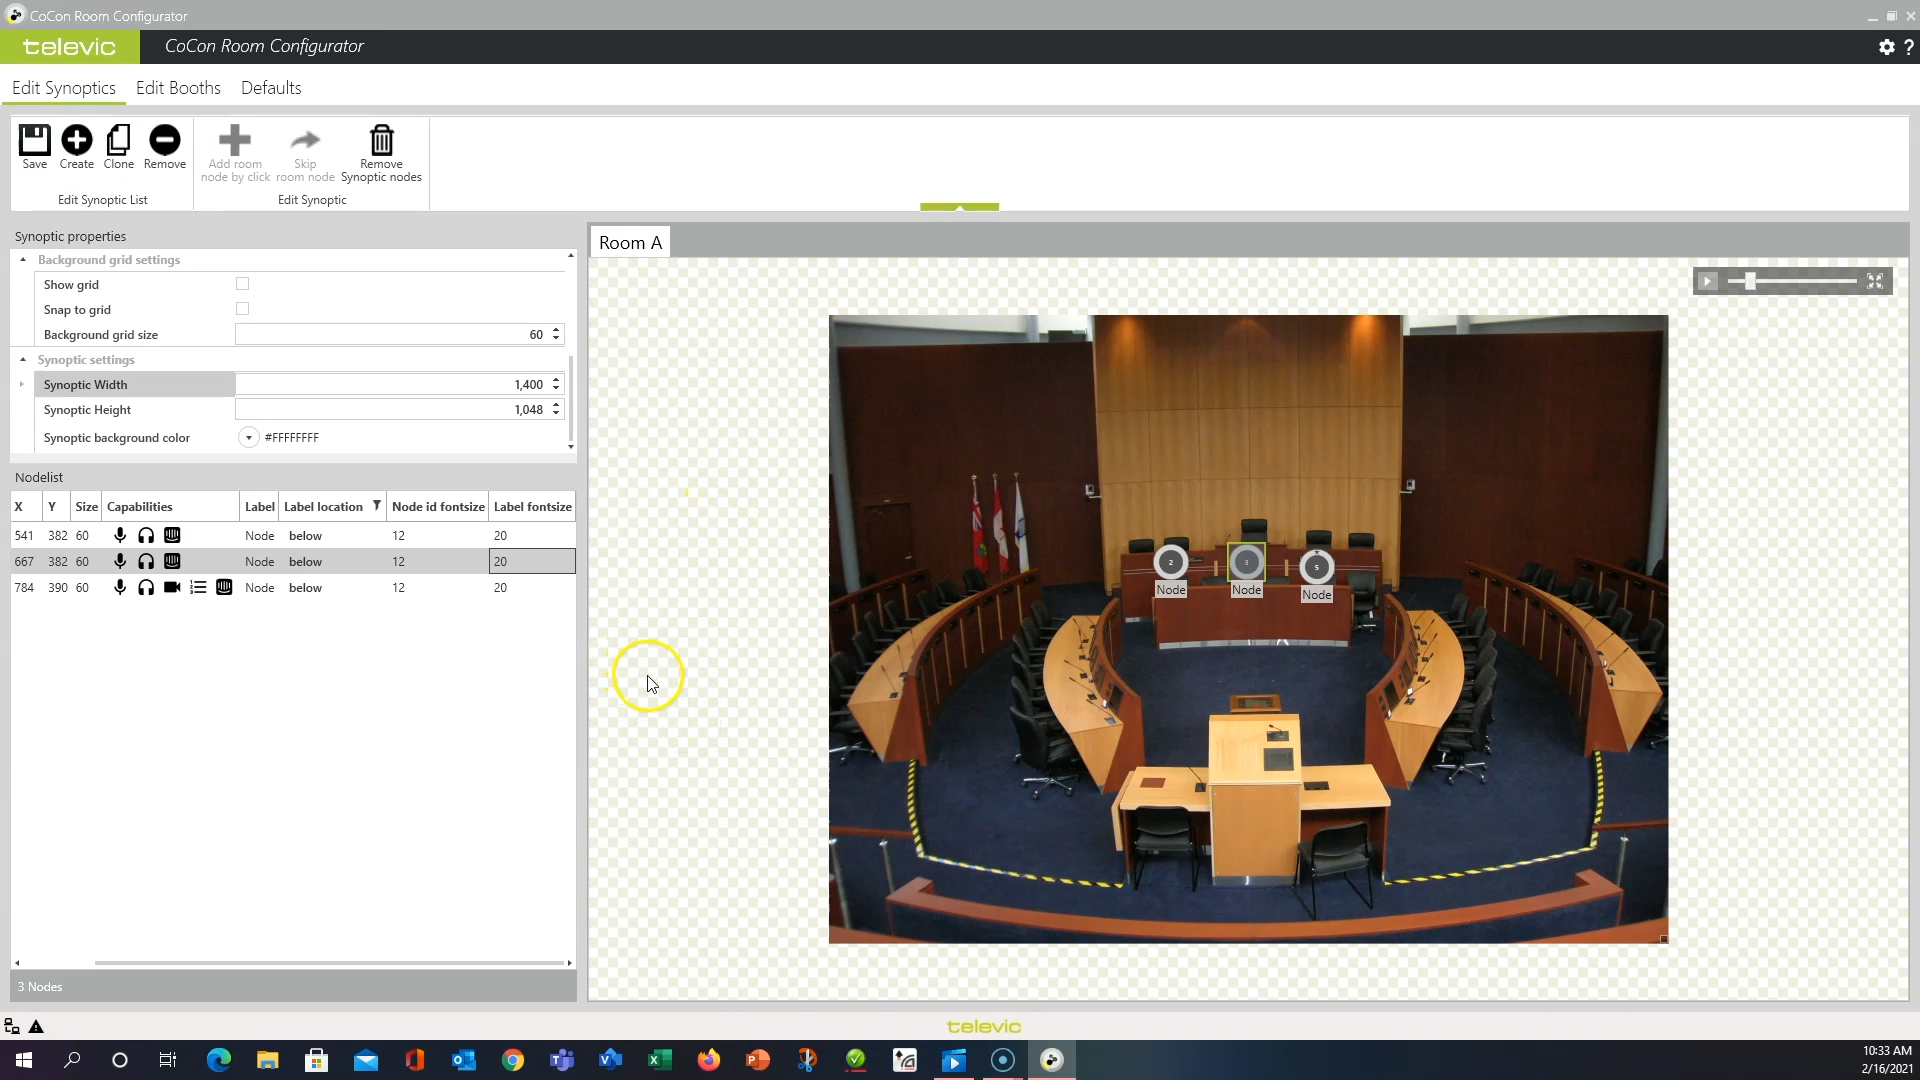 CoCon Room Configurator
televic CoCon Room Configurator ?
Edit Synoptics Edit Booths Defaults
Save Create Clone Remove Add room node by click Skip room node Remove Synoptic nodes
Edit Synoptic List Edit Synoptic
Synoptic properties
Background grid settings
Show grid
Snap to grid
Background grid size 60
Synoptic settings
Synoptic Width 1,400
Synoptic Height 1,048
Synoptic background color #FFFFFFFF
Nodelist
X Y Size Capabilities Label Label location Node id fontsize Label fontsize
541 382 60 Node below 12 20
667 382 60 Node below 12 20
784 390 60 Node below 12 20
3 Nodes
Room A
2 3 5
Node Node Node
televic
10:33 AM
2/16/2021